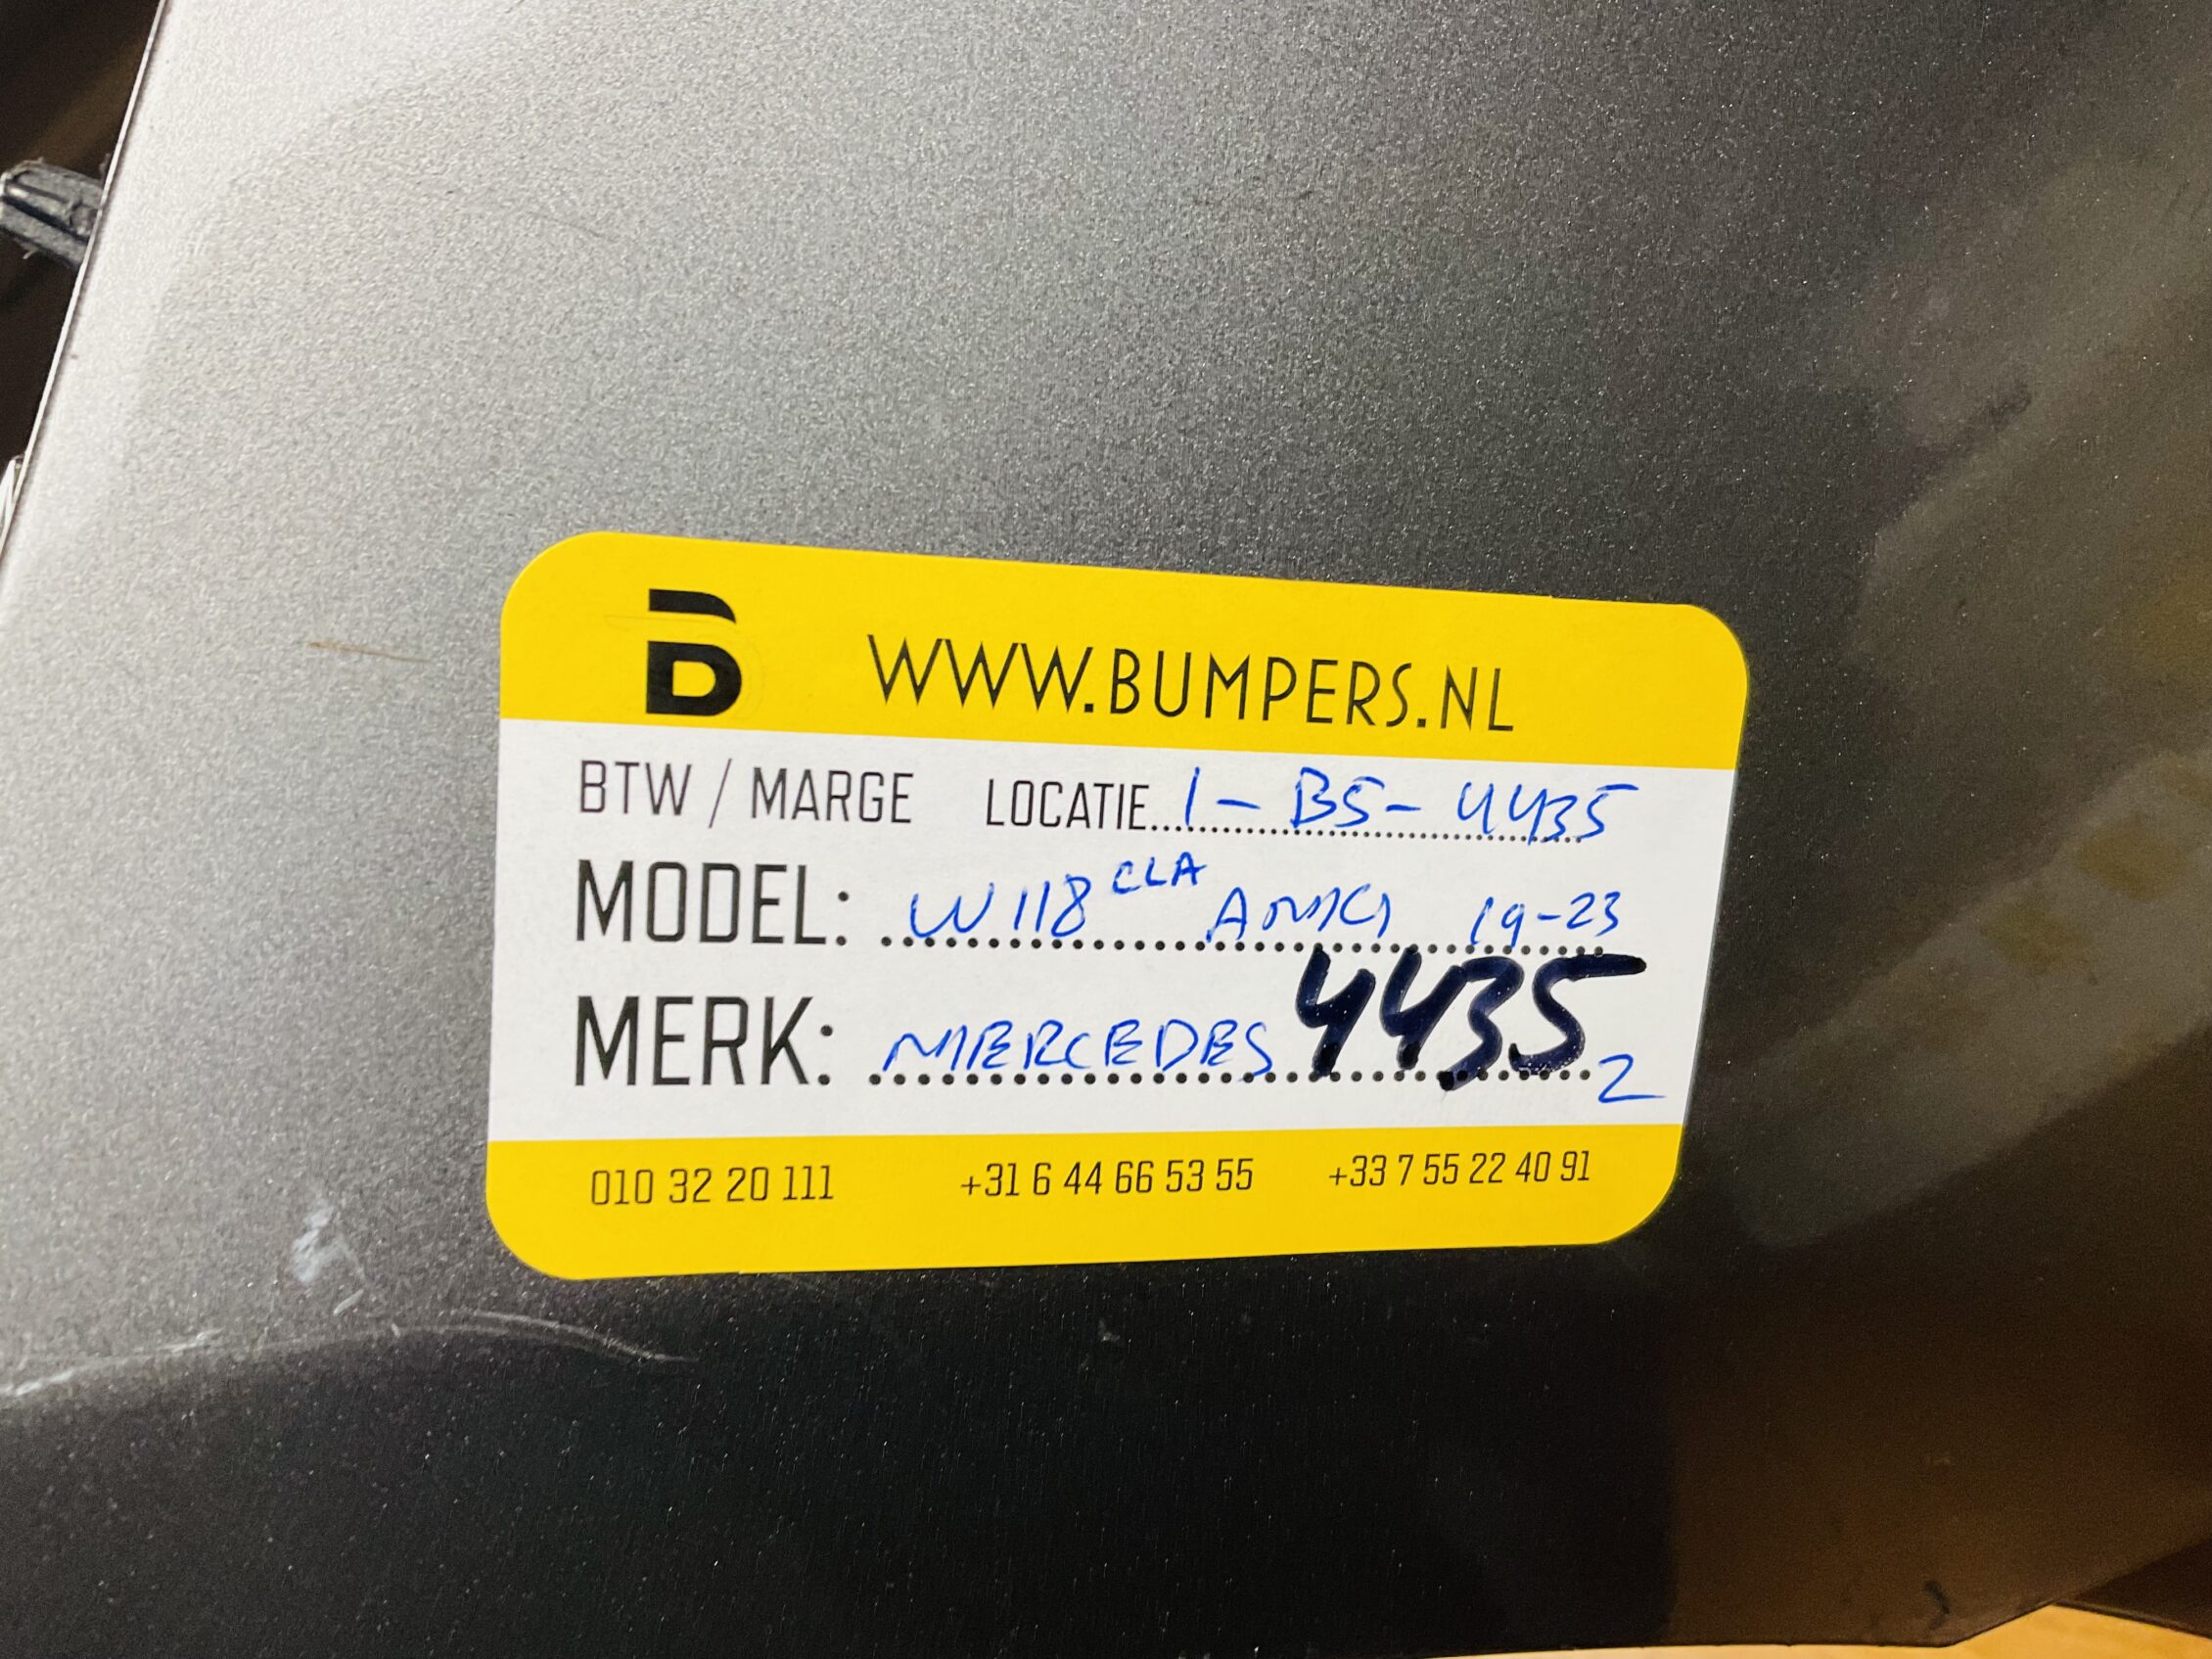 B WWW.BUMPERS.NL
BTW / MARGE LOCATIE 1 - B5 - 4435
MODEL: W118 CLA AMG 19-23
MERK: MERCEDES 4435 2
010 32 20 111 +31 6 44 66 53 55 +33 7 55 22 40 91